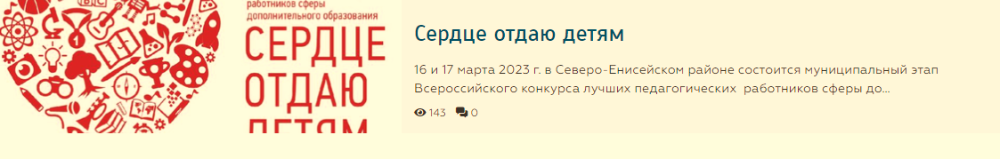 работников сферы
дополнительного образования
СЕРДЦЕ
ОТДАЮ
ДЕТЯМ
Сердце отдаю детям
16 и 17 марта 2023 г. в Северо-Енисейском районе состоится муниципальный этап
Всероссийского конкурса лучших педагогических работников сферы до...
143 0